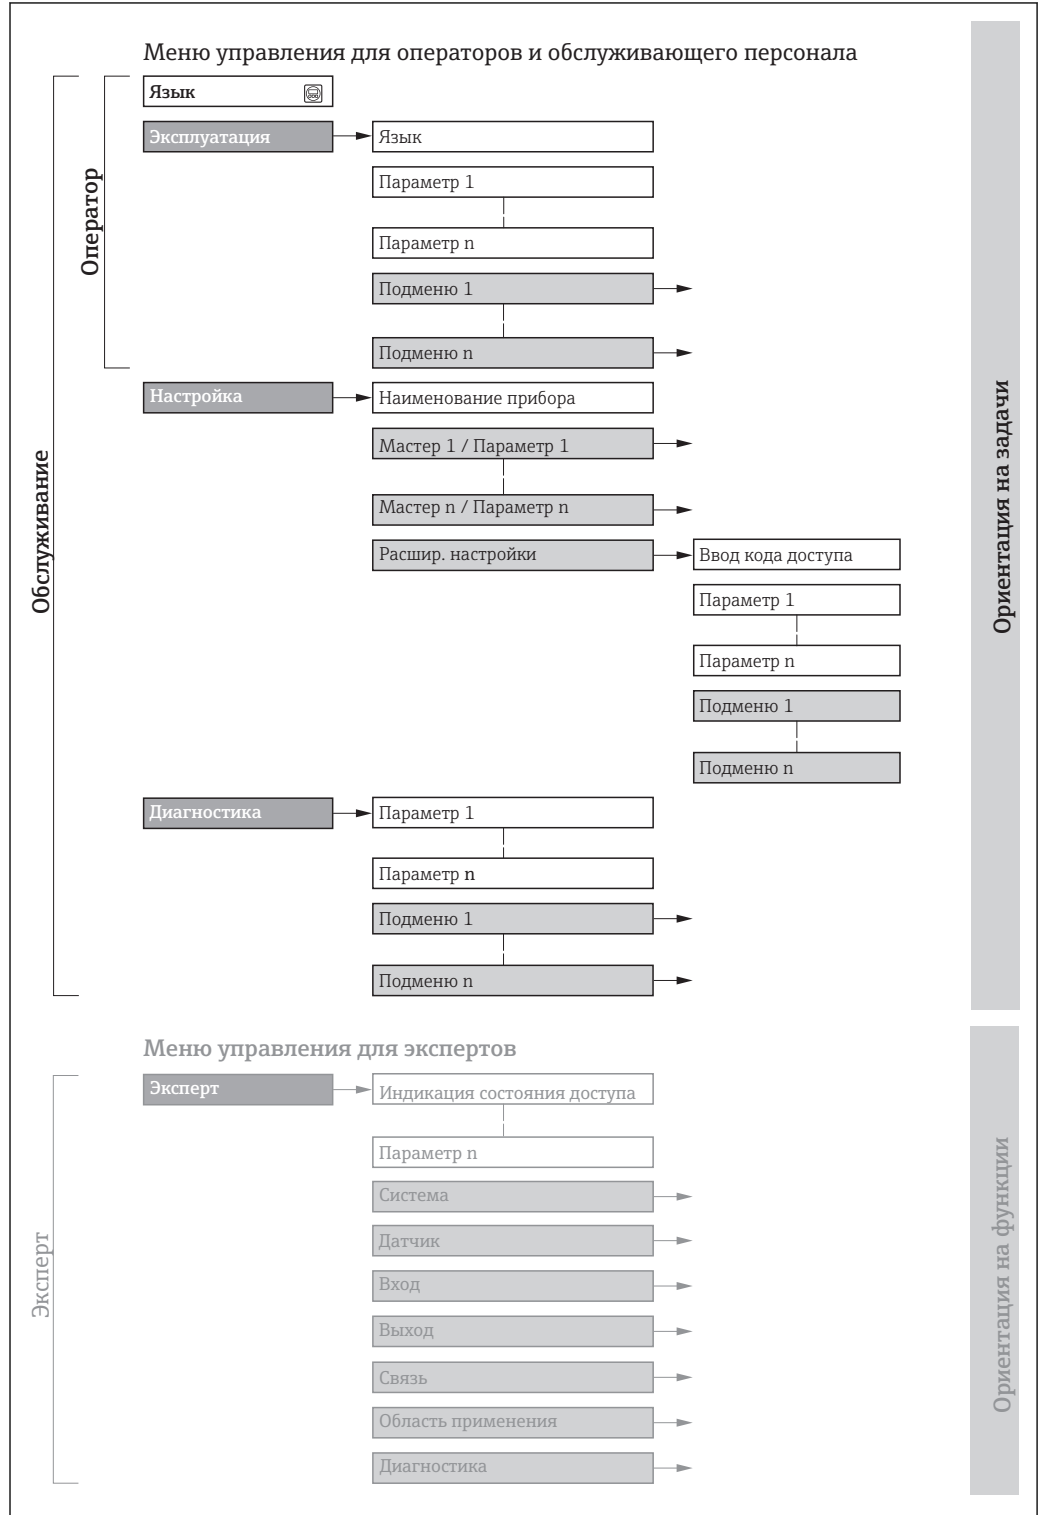 Меню управления для операторов и обслуживающего персонала
Язык
Эксплуатация
Язык
Параметр 1
Параметр n
Подменю 1
Подменю n
Оператор
Настройка
Наименование прибора
Мастер 1 / Параметр 1
Мастер n / Параметр n
Расшир. настройки
Ввод кода доступа
Параметр 1
Параметр n
Подменю 1
Подменю n
Диагностика
Параметр 1
Параметр n
Подменю 1
Подменю n
Обслуживание
Ориентация на задачи
Меню управления для экспертов
Эксперт
Индикация состояния доступа
Параметр n
Система
Датчик
Вход
Выход
Связь
Область применения
Диагностика
Эксперт
Ориентация на функции